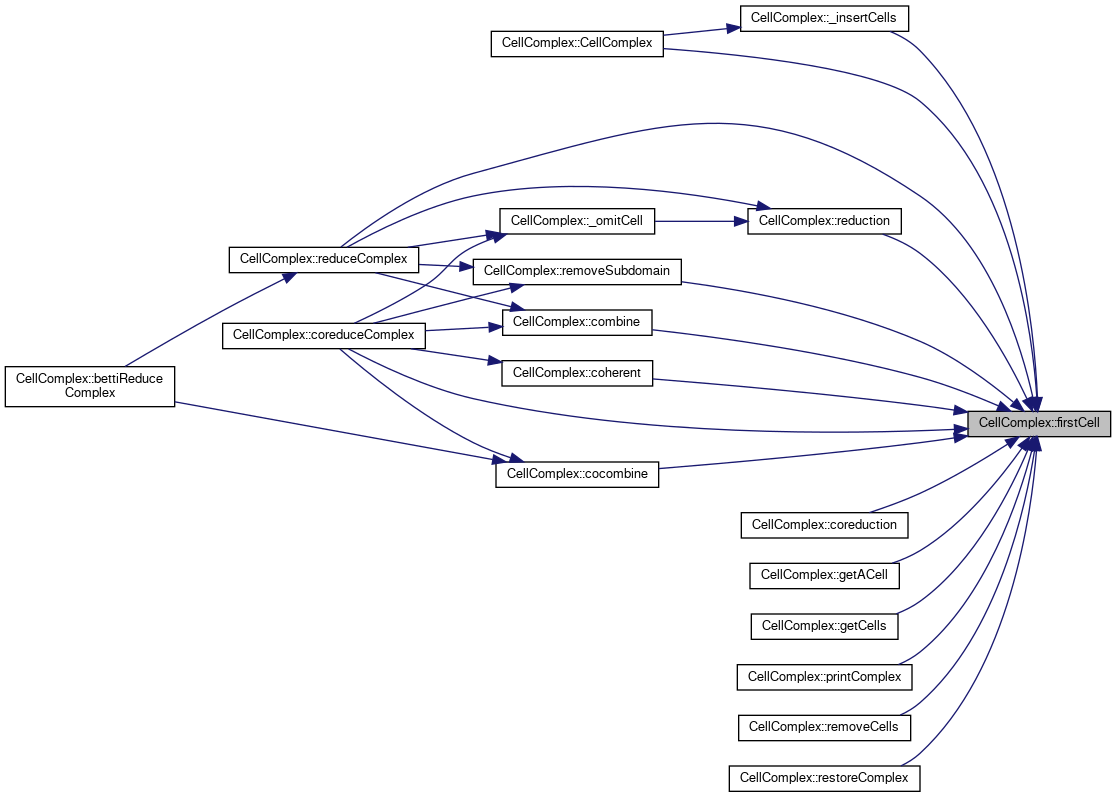 CellComplex::_insertCells
CellComplex::CellComplex
CellComplex::_omitCell
CellComplex::reduction
CellComplex::reduceComplex
CellComplex::removeSubdomain
CellComplex::combine
CellComplex::coreduceComplex
CellComplex::coherent
CellComplex::bettiReduce
Complex
CellComplex::firstCell
CellComplex::cocombine
CellComplex::coreduction
CellComplex::getACell
CellComplex::getCells
CellComplex::printComplex
CellComplex::removeCells
CellComplex::restoreComplex